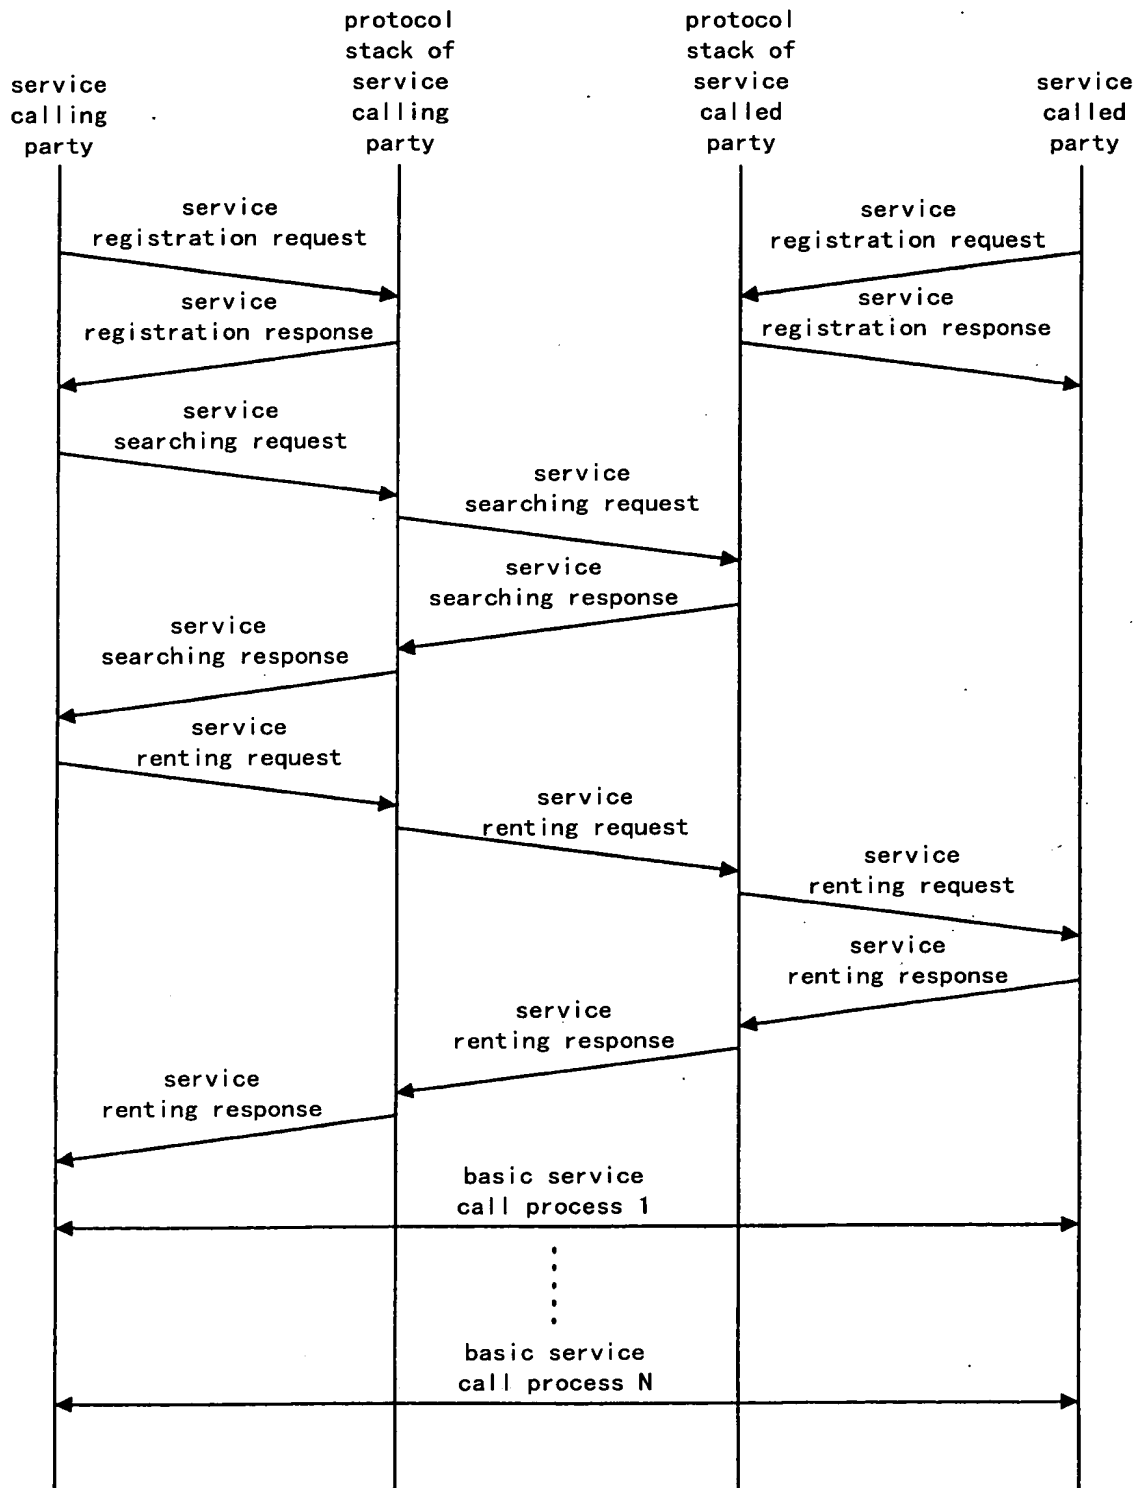 service
calling
party
protocol
stack of
service
calling
party
protocol
stack of
service
called
party
service
called
party
service
registration request
service
registration request
service
registration response
service
registration response
service
searching request
service
searching request
service
searching response
service
searching response
service
renting request
service
renting request
service
renting request
service
renting response
service
renting response
service
renting response
basic service
call process 1
basic service
call process N